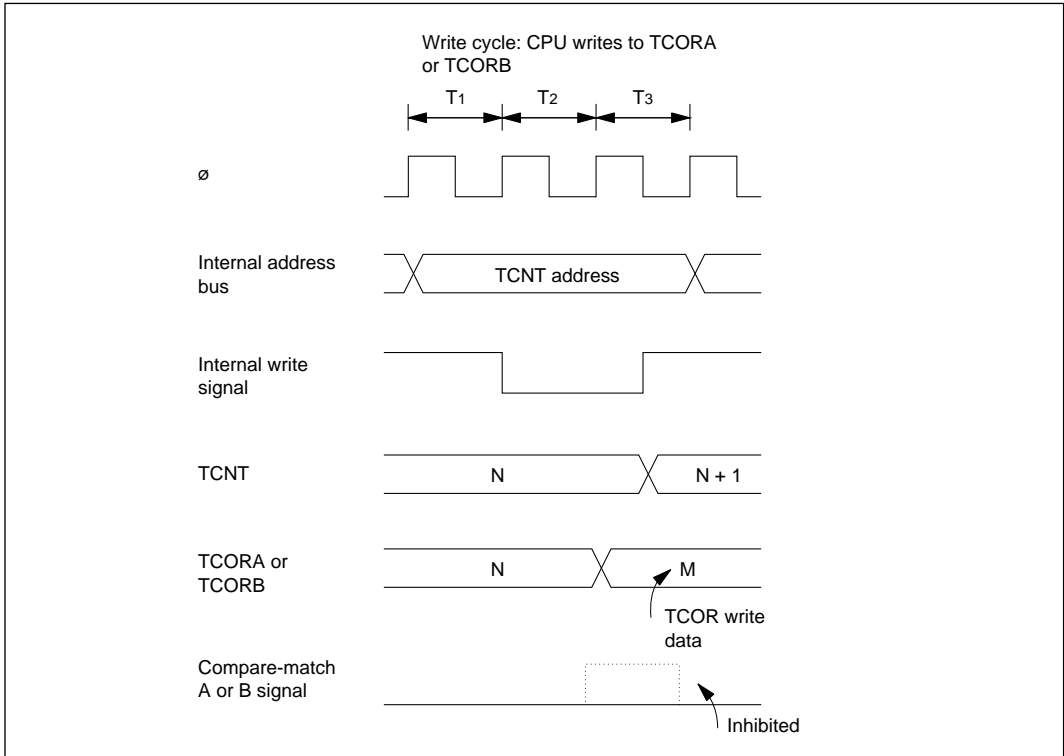 Write cycle: CPU writes to TCORA
or TCORB
T1 T2 T3
ø
Internal address
bus
TCNT address
Internal write
signal
TCNT
N
N + 1
TCORA or
TCORB
N
M
TCOR write
data
Compare-match
A or B signal
Inhibited